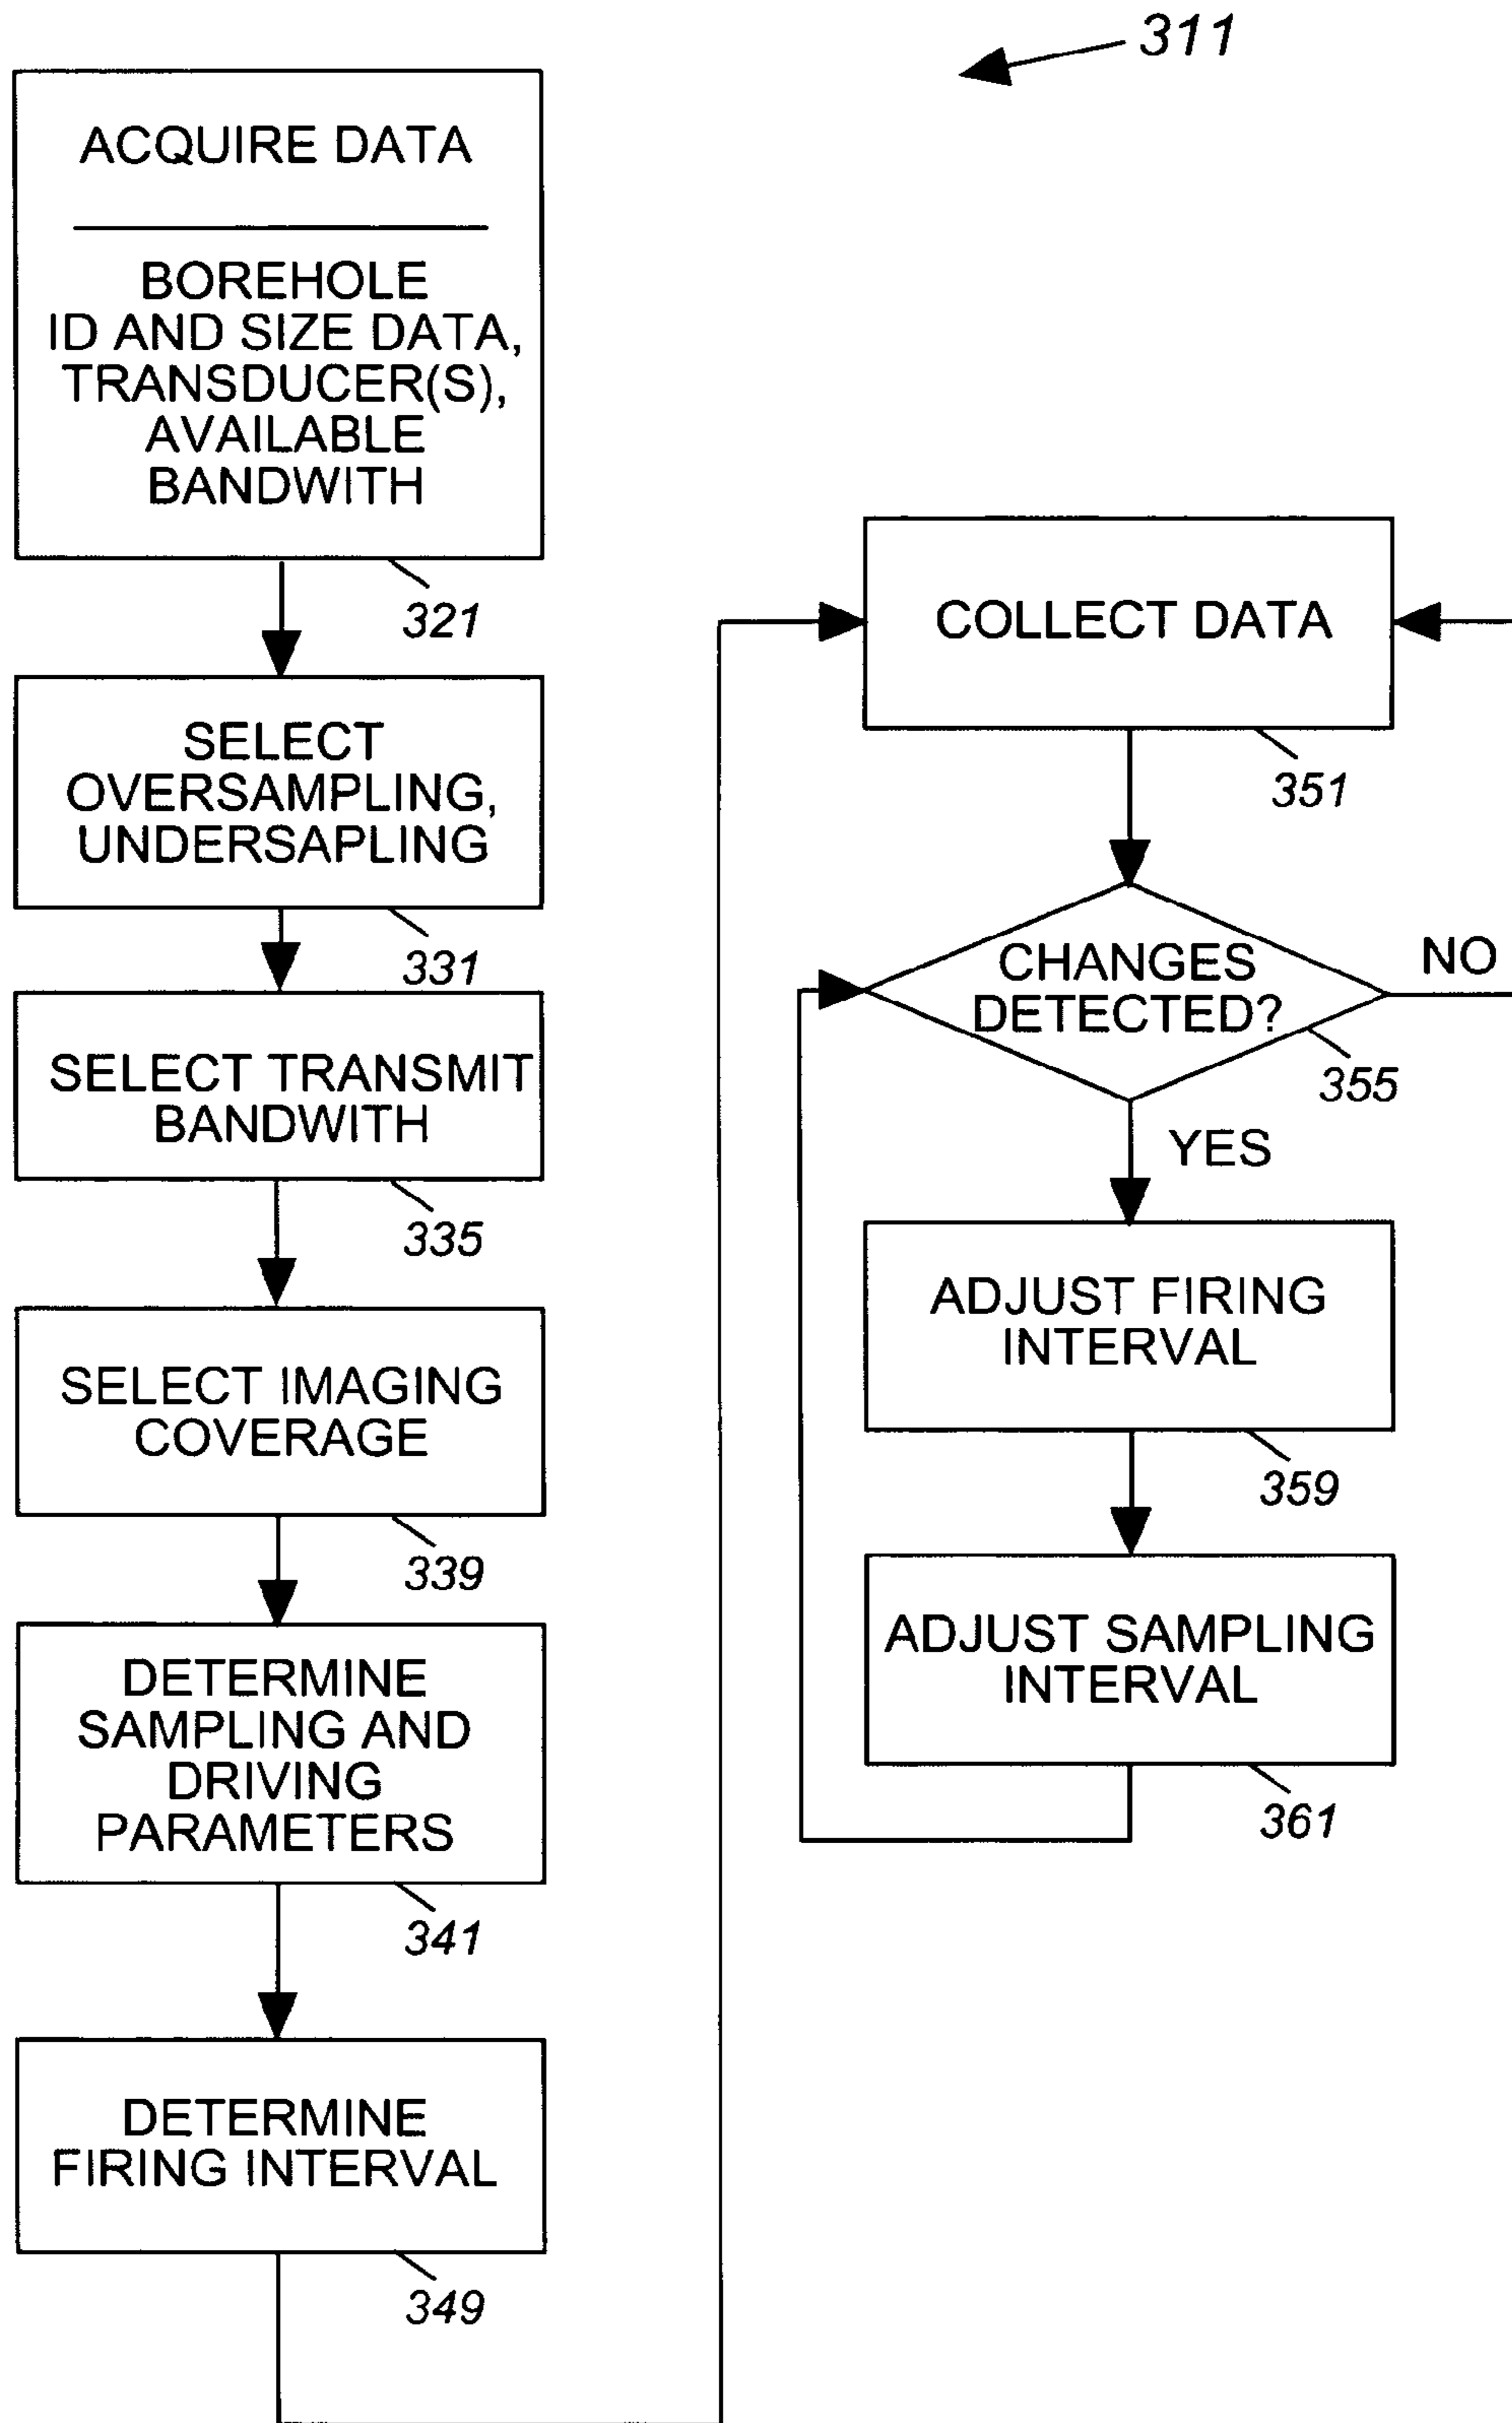 311
ACQUIRE DATA
BOREHOLE
ID AND SIZE DATA,
TRANSDUCER(S),
AVAILABLE
BANDWITH
321
SELECT
OVERSAMPLING,
UNDERSAPLING
331
SELECT TRANSMIT
BANDWITH
335
SELECT IMAGING
COVERAGE
339
DETERMINE
SAMPLING AND
DRIVING
PARAMETERS
341
DETERMINE
FIRING INTERVAL
349
COLLECT DATA
351
CHANGES
DETECTED?
NO
355
YES
ADJUST FIRING
INTERVAL
359
ADJUST SAMPLING
INTERVAL
361